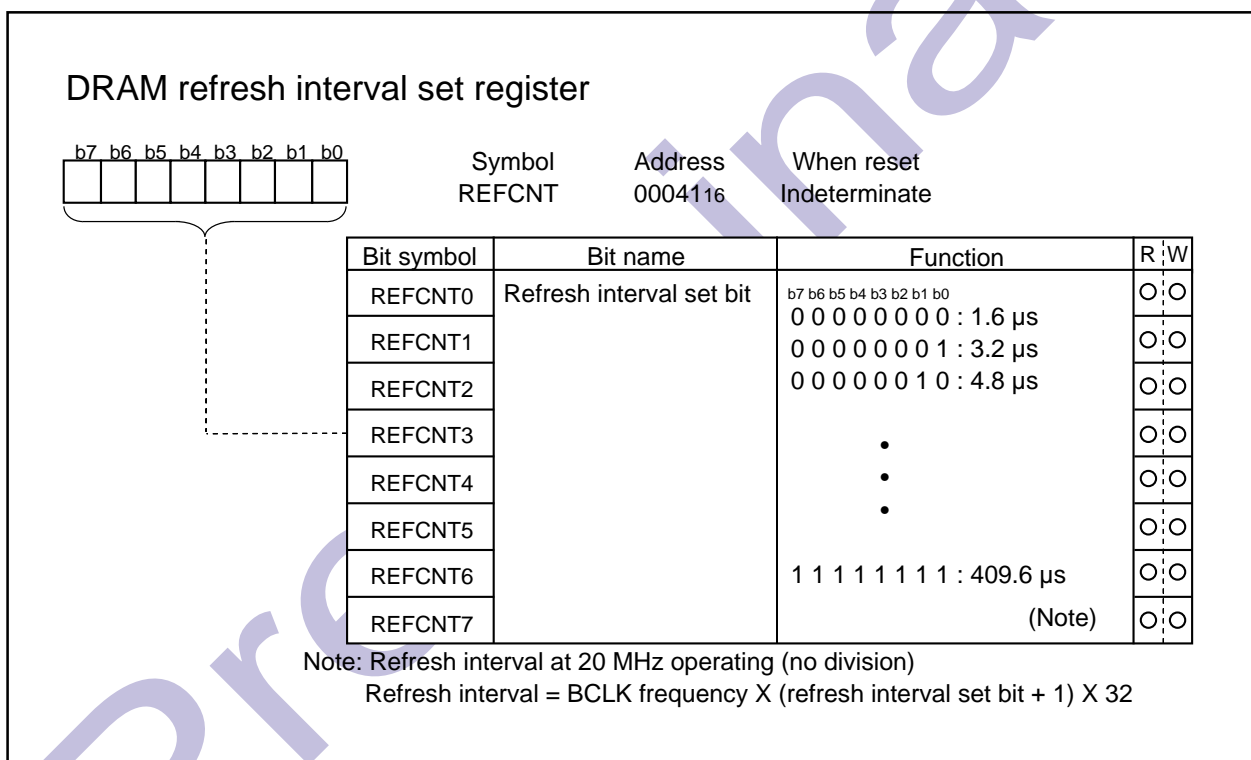 DRAM refresh interval set register
b7 b6 b5 b4 b3 b2 b1 b0
Symbol Address When reset
REFCNT 0004116 Indeterminate
Bit symbol Bit name Function R W
REFCNT0 Refresh interval set bit b7 b6 b5 b4 b3 b2 b1 b0
0 0 0 0 0 0 0 0 : 1.6 µs
REFCNT1
0 0 0 0 0 0 0 1 : 3.2 µs
REFCNT2 0 0 0 0 0 0 1 0 : 4.8 µs
REFCNT3
REFCNT4
REFCNT5
REFCNT6 1 1 1 1 1 1 1 1 : 409.6 µs
REFCNT7 (Note)
Note: Refresh interval at 20 MHz operating (no division)
Refresh interval = BCLK frequency X (refresh interval set bit + 1) X 32